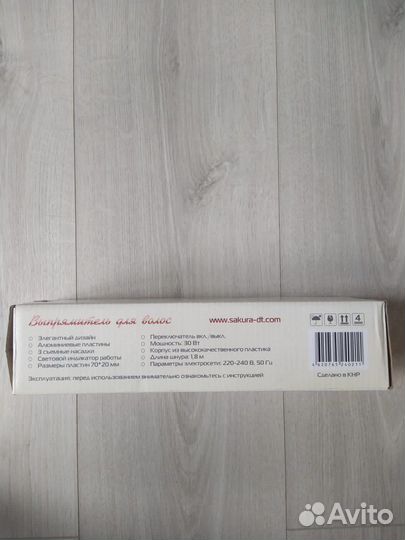 Выпрямитель для волос
www.sakura-dt.com
Элегантный дизайн
Алюминиевые пластины
3 съемные насадки
Световой индикатор работы
Размеры пластин 70*20 мм
Переключатель вкл./выкл.
Мощность: 30 Вт
Корпус из высококачественного пластика
Длина шнура: 1,8 м
Параметры электросети: 220-240 В, 50 Гц
Эксплуатация: перед использованием внимательно ознакомьтесь с инструкцией
4
Сделано в КНР
Avito